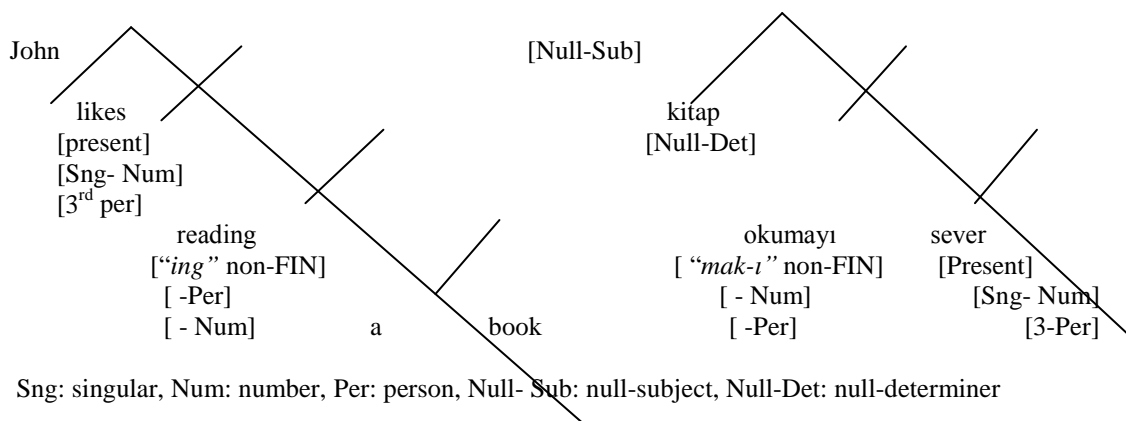 John [Null-Sub]
likes kitap
[present] [Null-Det]
[Sng- Num]
[3rd per]
reading okumayı sever
["ing" non-FIN] [ "mak-ı" non-FIN] [Present]
[ -Per] [ - Num] [Sng- Num]
[ - Num] a book [ -Per] [3-Per]
Sng: singular, Num: number, Per: person, Null- Sub: null-subject, Null-Det: null-determiner